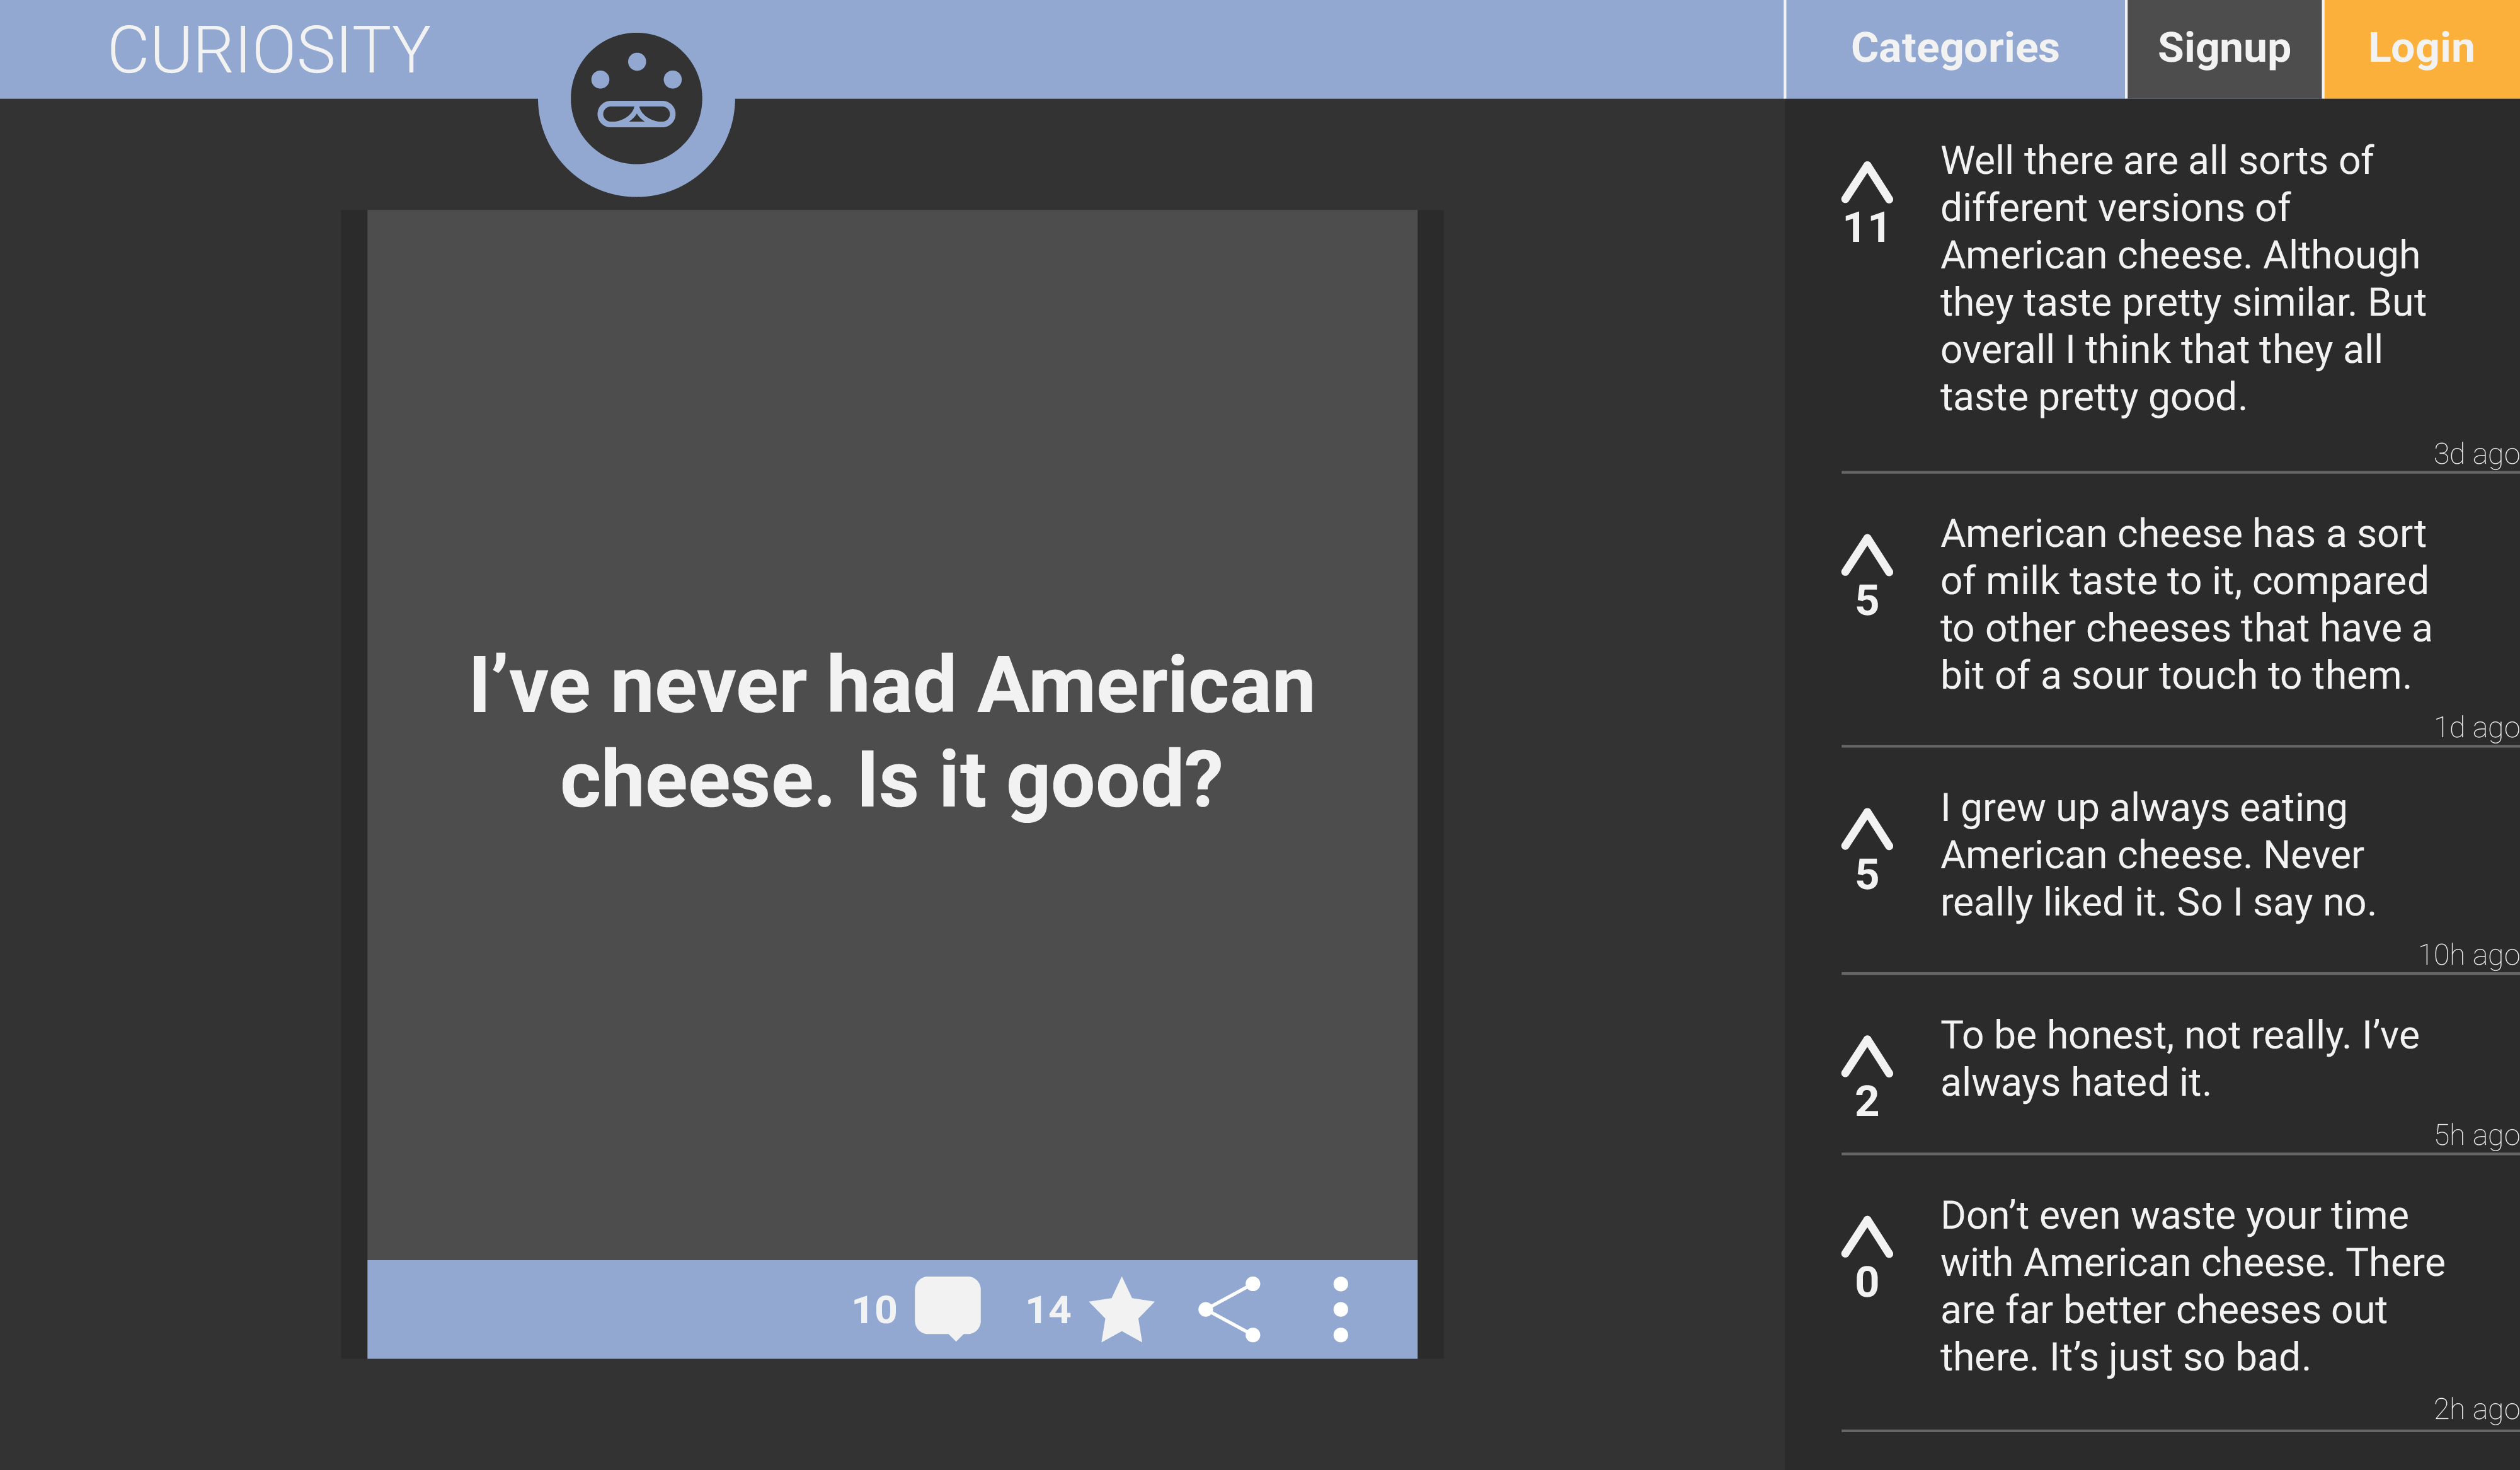 CURIOSITY
Categories
Signup
Login
I’ve never had American
cheese. Is it good?
10
14
11
Well there are all sorts of
different versions of
American cheese. Although
they taste pretty similar. But
overall I think that they all
taste pretty good.
3d ago
5
American cheese has a sort
of milk taste to it, compared
to other cheeses that have a
bit of a sour touch to them.
1d ago
5
I grew up always eating
American cheese. Never
really liked it. So I say no.
10h ago
2
To be honest, not really. I’ve
always hated it.
5h ago
0
Don’t even waste your time
with American cheese. There
are far better cheeses out
there. It’s just so bad.
2h ago